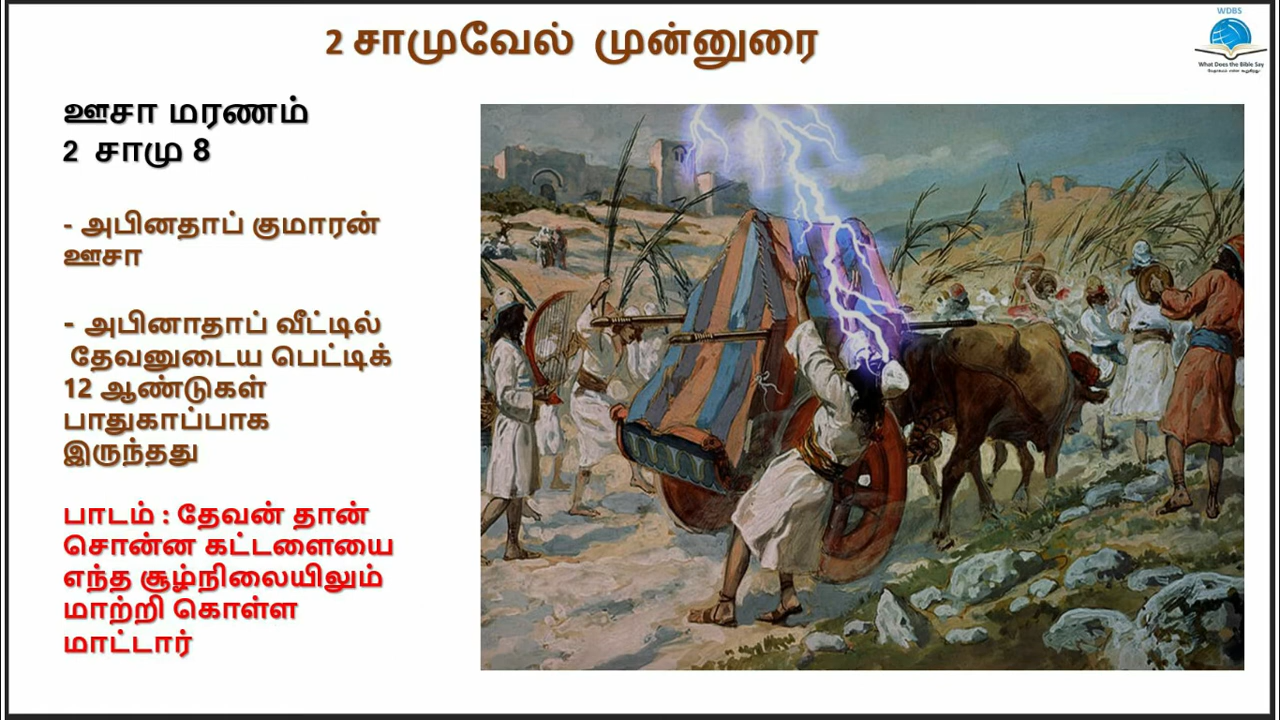 2 சாமுவேல் முன்னுரை
WDBS
What Does the Bible Say
ஊசா மரணம்
2 சாமு 8
- அபினதாப் குமாரன்
ஊசா
- அபினாதாப் வீட்டில்
தேவனுடைய பெட்டிக்
12 ஆண்டுகள்
பாதுகாப்பாக
இருந்தது
பாடம் : தேவன் தான்
சொன்ன கட்டளையை
எந்த சூழ்நிலையிலும்
மாற்றி கொள்ள
மாட்டார்